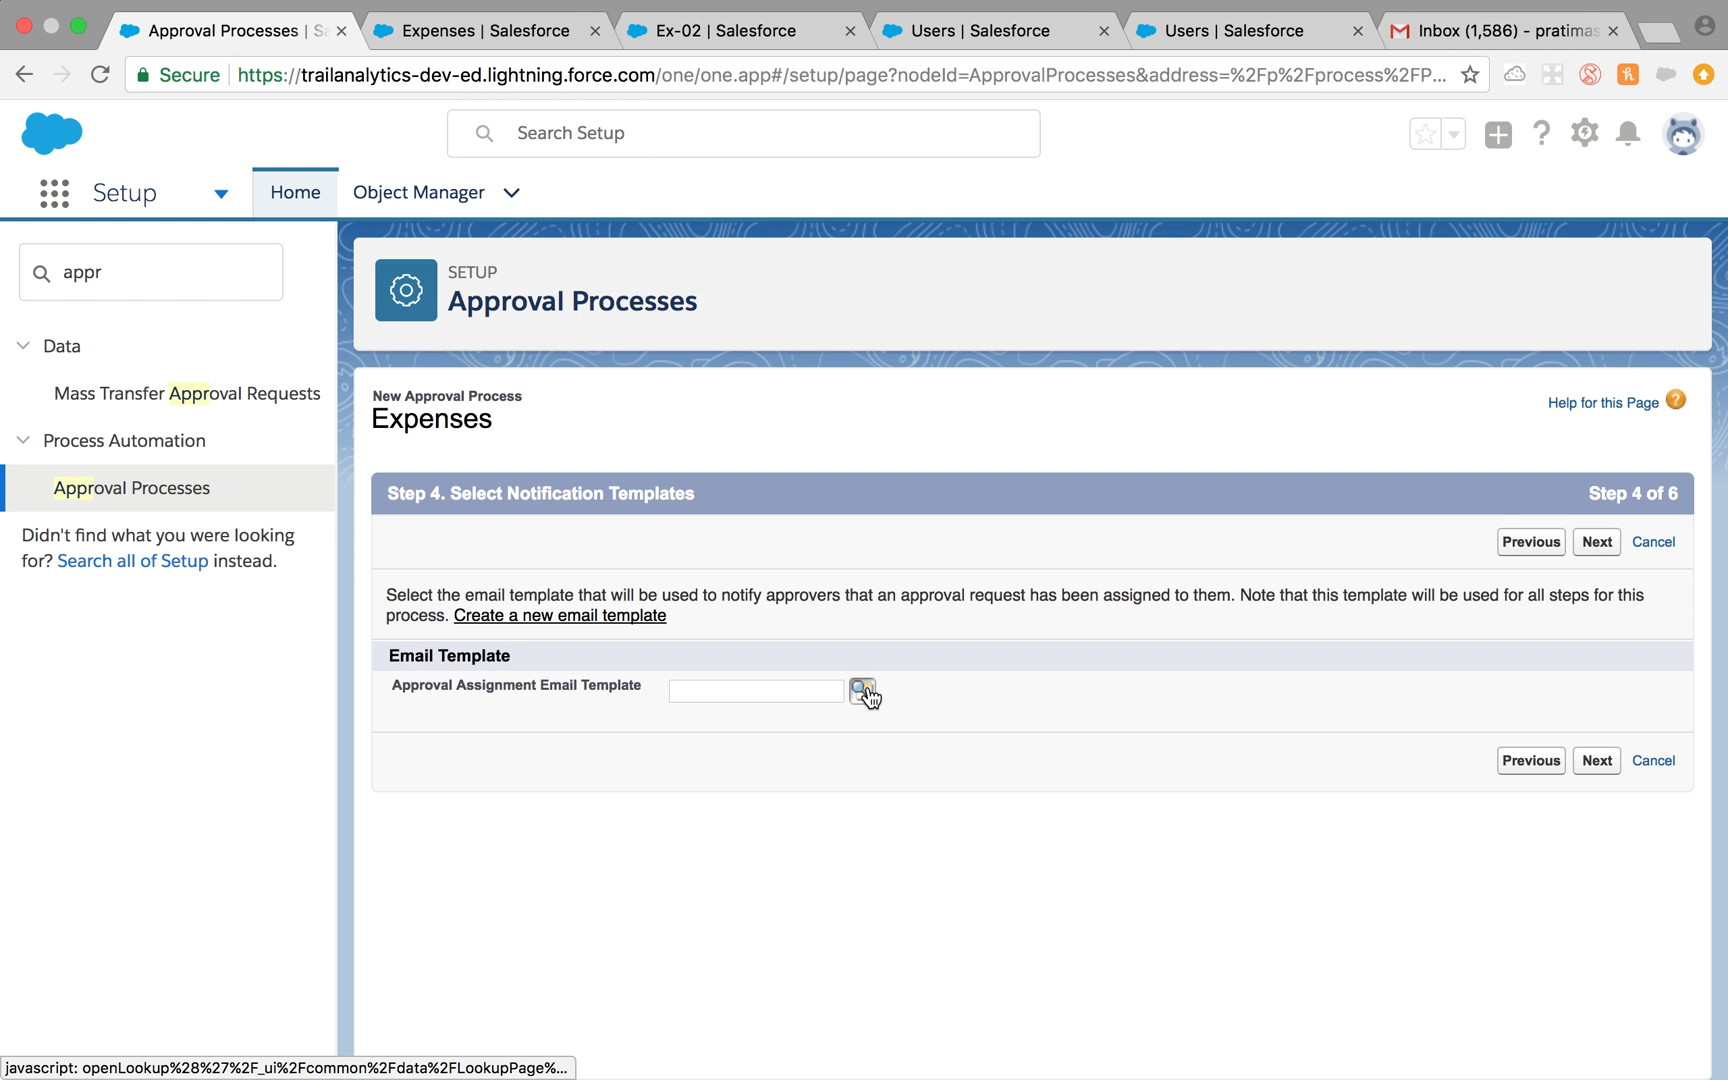 Approval Processes | Sa
Expenses | Salesforce
Ex-02 | Salesforce
Users | Salesforce
Users | Salesforce
Inbox (1,586) - pratimas
Secure
https://trailanalytics-dev-ed.lightning.force.com/one/one.app#/setup/page?nodeId=ApprovalProcesses&address=%2Fp%2Fprocess%2FP...
Search Setup
Setup
Home
Object Manager
appr
Data
Mass Transfer Approval Requests
Process Automation
Approval Processes
Didn't find what you were looking
for? Search all of Setup instead.
SETUP
Approval Processes
New Approval Process
Expenses
Help for this Page ?
Step 4. Select Notification Templates
Step 4 of 6
Previous Next Cancel
Select the email template that will be used to notify approvers that an approval request has been assigned to them. Note that this template will be used for all steps for this
process. Create a new email template
Email Template
Approval Assignment Email Template
Previous Next Cancel
javascript: openLookup%28%27%2F_ui%2Fcommon%2Fdata%2FLookupPage%...